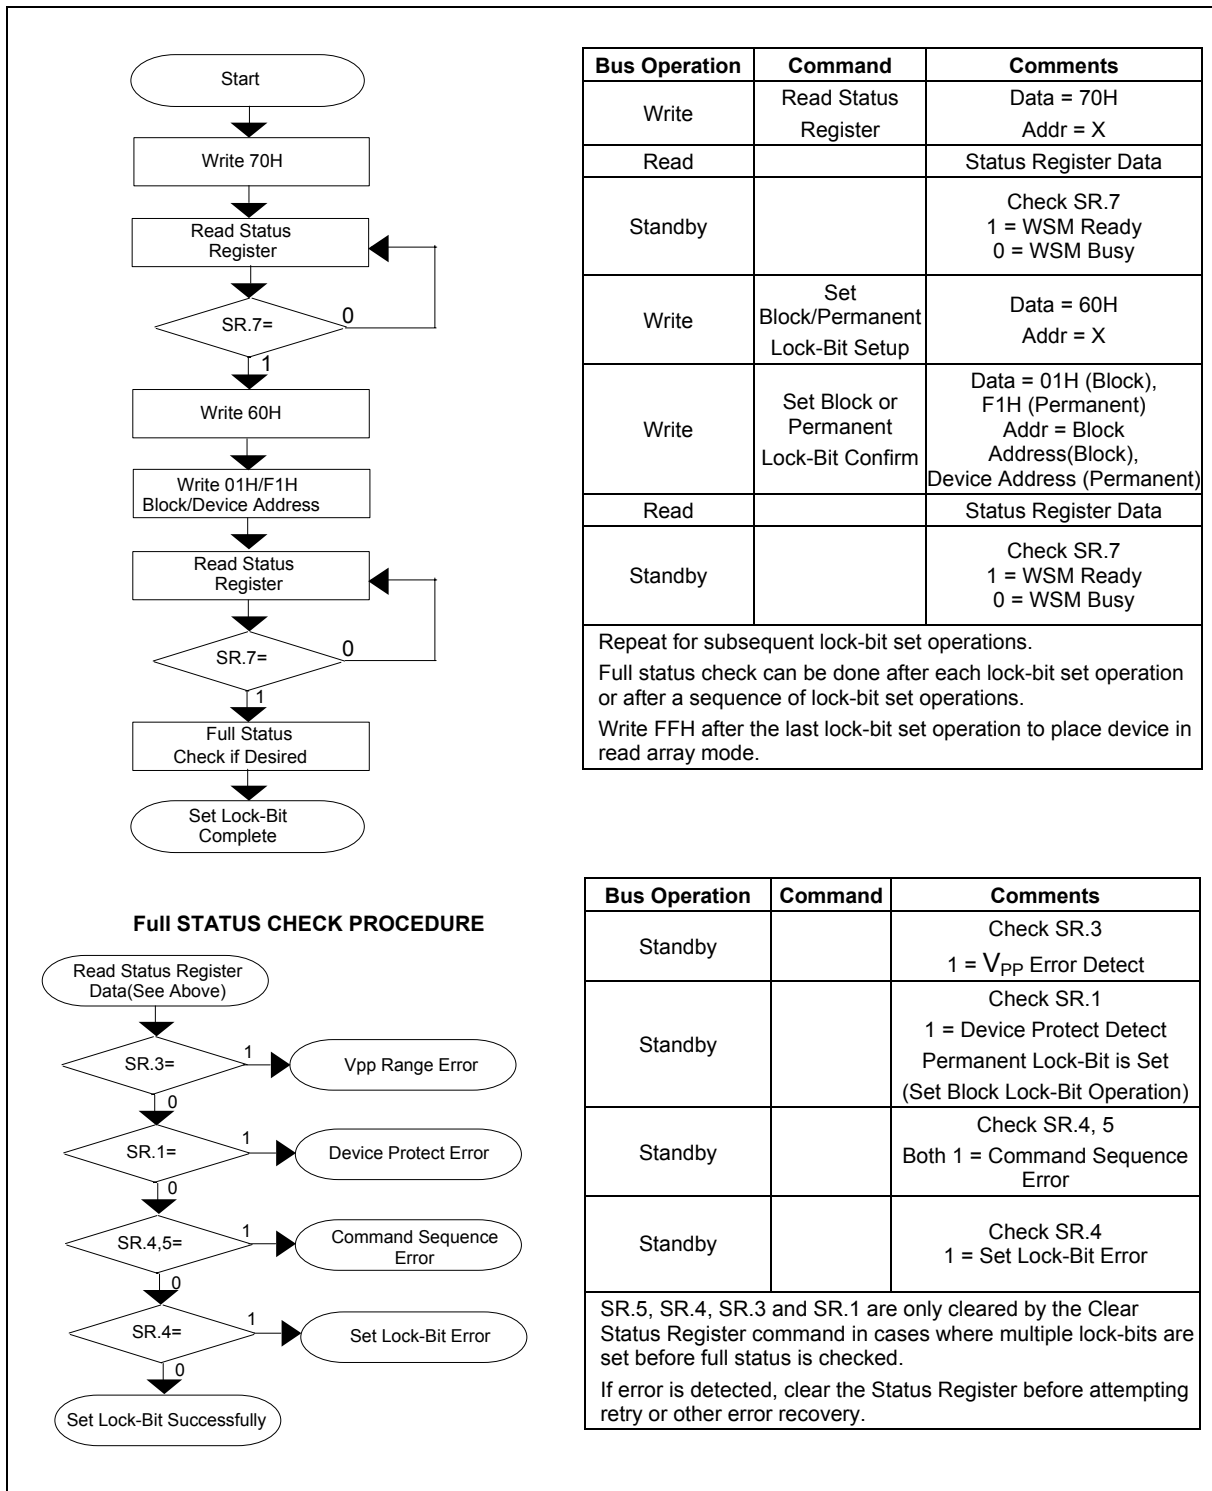 Start
Write 70H
Read Status
Register
SR.7=
0
1
Write 60H
Write 01H/F1H
Block/Device Address
Read Status
Register
SR.7=
0
1
Full Status
Check if Desired
Set Lock-Bit
Complete
Bus Operation Command Comments
Write
Read Status
Register
Data = 70H
Addr = X
Read Status Register Data
Standby
Check SR.7
1 = WSM Ready
0 = WSM Busy
Write
Set
Block/Permanent
Lock-Bit Setup
Data = 60H
Addr = X
Write
Set Block or
Permanent
Lock-Bit Confirm
Data = 01H (Block),
F1H (Permanent)
Addr = Block
Address(Block),
Device Address (Permanent)
Read Status Register Data
Standby
Check SR.7
1 = WSM Ready
0 = WSM Busy
Repeat for subsequent lock-bit set operations.
Full status check can be done after each lock-bit set operation
or after a sequence of lock-bit set operations.
Write FFH after the last lock-bit set operation to place device in
read array mode.
Full STATUS CHECK PROCEDURE
Read Status Register
Data(See Above)
SR.3=
1
Vpp Range Error
0
SR.1=
1
Device Protect Error
0
SR.4,5=
1
Command Sequence
Error
0
SR.4=
1
Set Lock-Bit Error
0
Set Lock-Bit Successfully
Bus Operation Command Comments
Standby
Check SR.3
1 = VPP Error Detect
Standby
Check SR.1
1 = Device Protect Detect
Permanent Lock-Bit is Set
(Set Block Lock-Bit Operation)
Standby
Check SR.4, 5
Both 1 = Command Sequence
Error
Standby
Check SR.4
1 = Set Lock-Bit Error
SR.5, SR.4, SR.3 and SR.1 are only cleared by the Clear
Status Register command in cases where multiple lock-bits are
set before full status is checked.
If error is detected, clear the Status Register before attempting
retry or other error recovery.